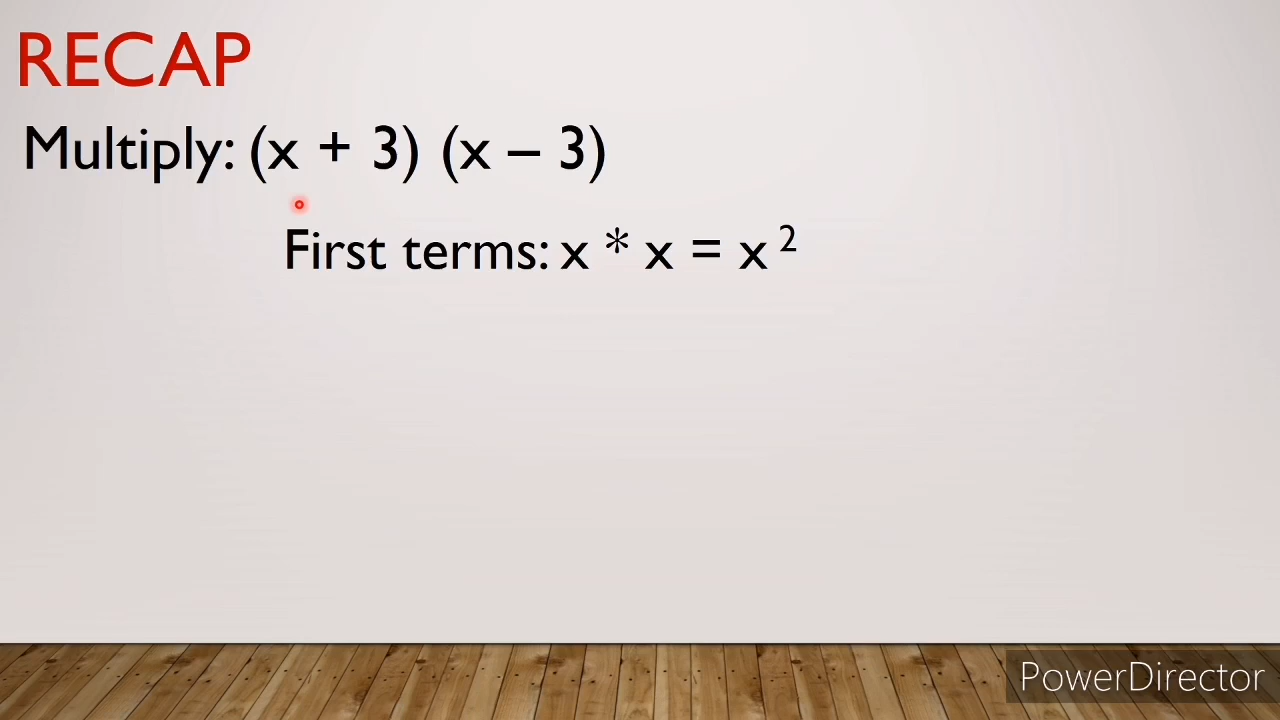 RECAP
Multiply: (x + 3) (x – 3)
First terms: x * x = x ²
PowerDirector